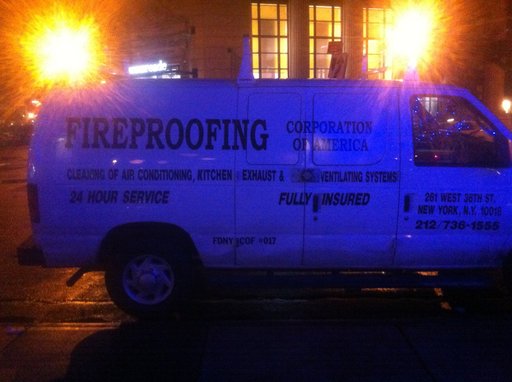 FIREPROOFING
CORPORATION
OF AMERICA
CLEANING OF AIR CONDITIONING, KITCHEN EXHAUST & VENTILATING SYSTEMS
24 HOUR SERVICE
FULLY INSURED
261 WEST 36TH ST.
NEW YORK, N.Y. 10018
212/736-1555
FDNY COF #017